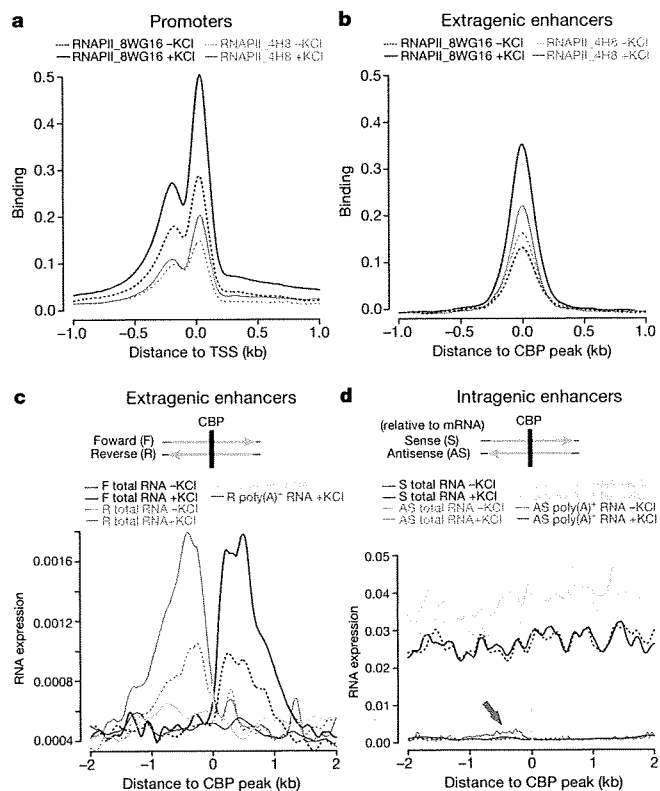 a
Promoters
RNAPII_8WG16 –KCl
RNAPII_4H8 –KCl
RNAPII_8WG16 +KCl
RNAPII_4H8 +KCl
0.5
0.4
0.3
0.2
0.1
0.0
Binding
–1.0 –0.5 0.0 0.5 1.0
Distance to TSS (kb)
b
Extragenic enhancers
RNAPII_8WG16 –KCl
RNAPII_4H8 –KCl
RNAPII_8WG16 +KCl
RNAPII_4H8 +KCl
0.5
0.4
0.3
0.2
0.1
0.0
Binding
–1.0 –0.5 0.0 0.5 1.0
Distance to CBP peak (kb)
c
Extragenic enhancers
CBP
Foward (F)
Reverse (R)
F total RNA –KCl
F total RNA +KCl
R poly(A)+ RNA +KCl
R total RNA –KCl
R total RNA+KCl
0.0016
0.0012
0.0008
0.0004
RNA expression
–2 –1 0 1 2
Distance to CBP peak (kb)
d
Intragenic enhancers
(relative to mRNA)
CBP
Sense (S)
Antisense (AS)
S total RNA –KCl
S total RNA +KCl
AS total RNA –KCl
AS poly(A)+ RNA –KCl
AS total RNA+KCl
AS poly(A)+ RNA +KCl
0.05
0.04
0.03
0.02
0.01
0.00
RNA expression
–2 –1 0 1 2
Distance to CBP peak (kb)